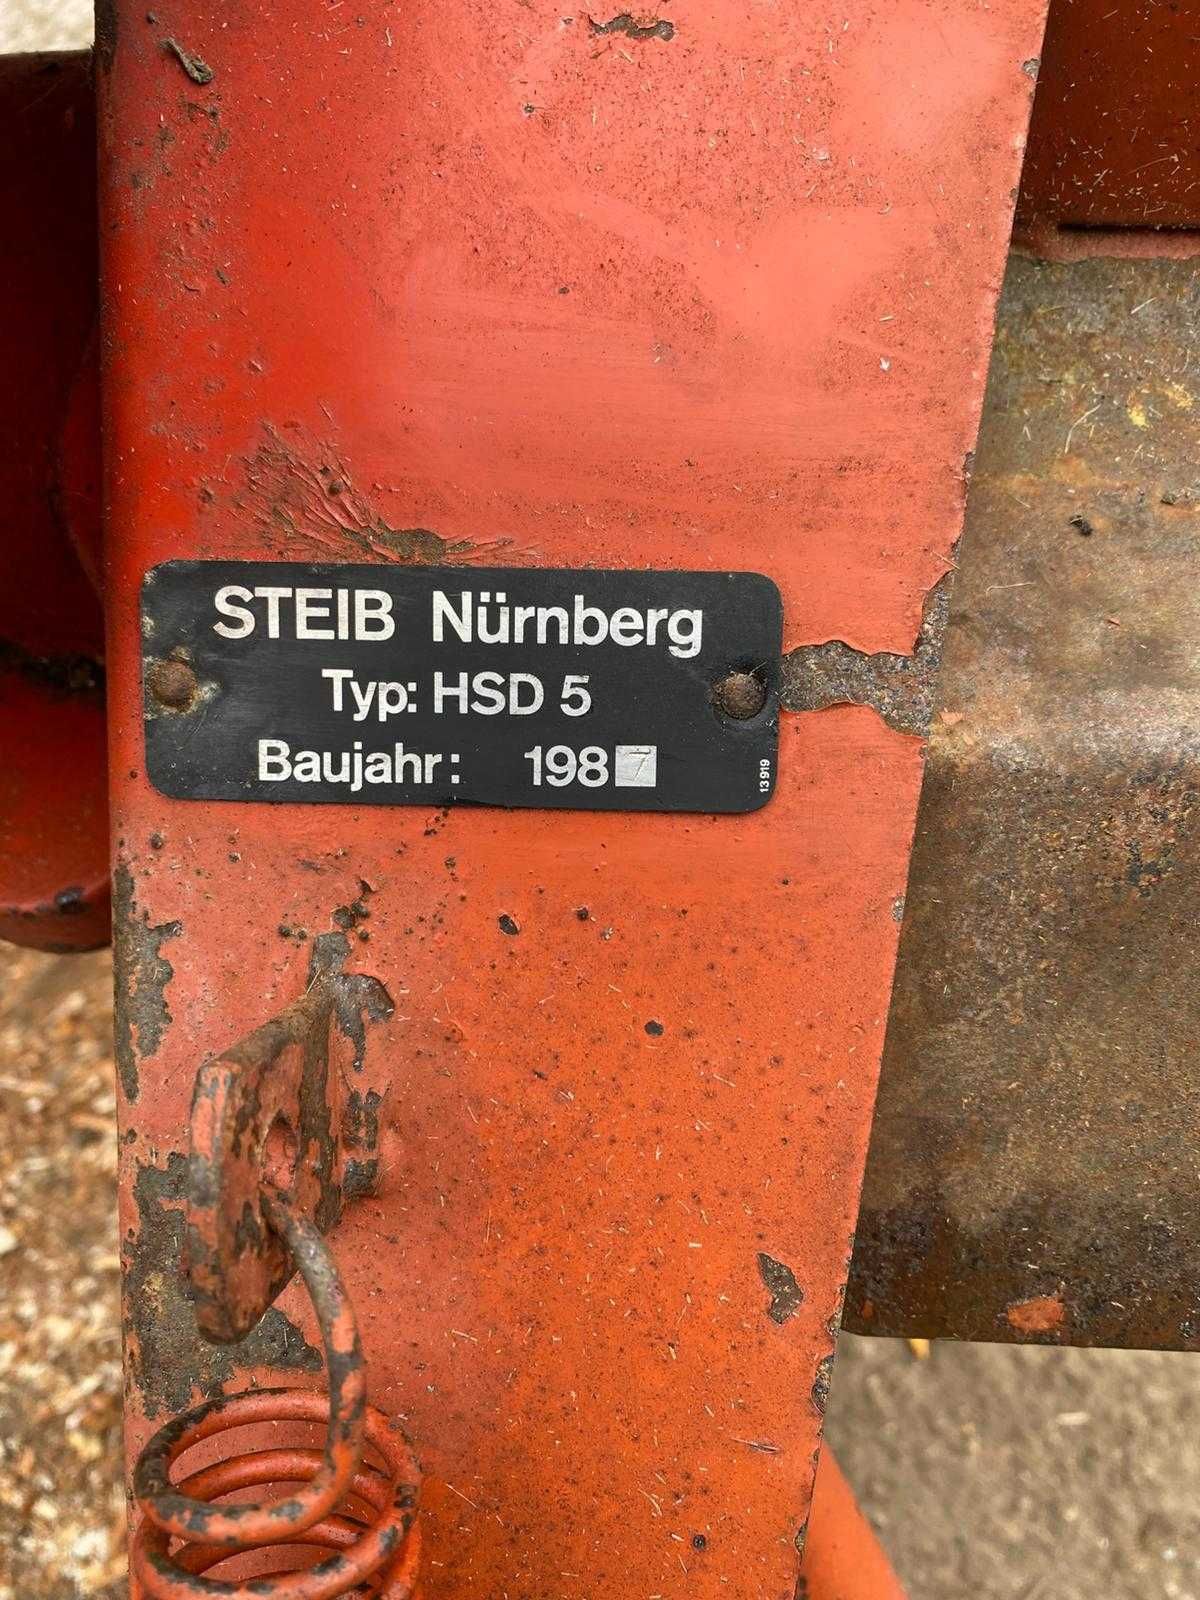 STEIB Nürnberg
Typ: HSD 5
Baujahr: 1987
13919